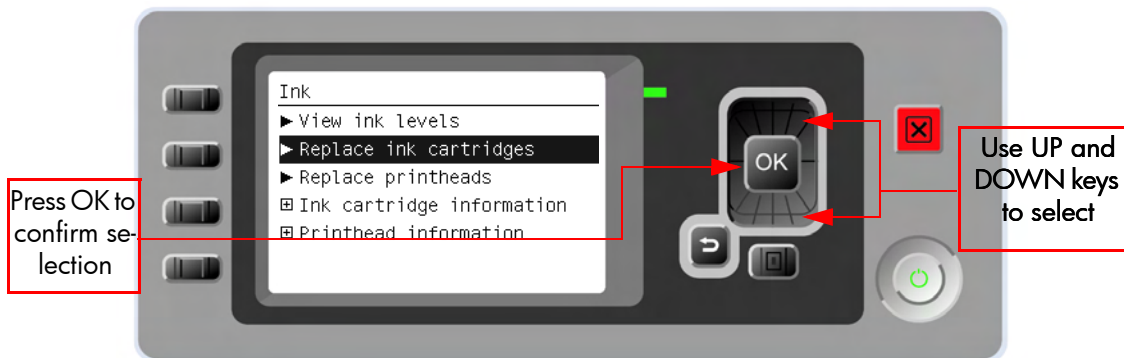 Ink
View ink levels
Replace ink cartridges
Replace printheads
Ink cartridge information
Printhead information
OK
Press OK to
confirm se-
lection
Use UP and
DOWN keys
to select